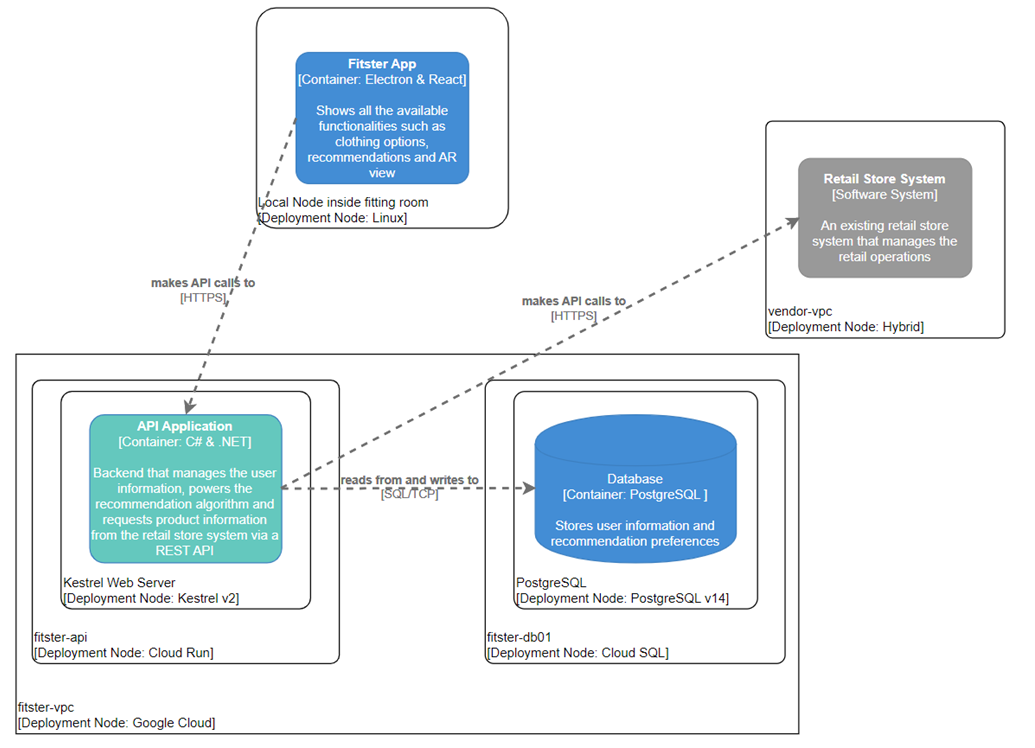 Fitster App
[Container: Electron & React]
Shows all the available
functionalities such as
clothing options,
recommendations and AR
view
Local Node inside fitting room
[Deployment Node: Linux]
Retail Store System
[Software System]
An existing retail store
system that manages the
retail operations
vendor-vpc
[Deployment Node: Hybrid]
makes API calls to
[HTTPS]
makes API calls to
[HTTPS]
API Application
[Container: C# & .NET]
Backend that manages the user
information, powers the
recommendation algorithm and
requests product information
from the retail store system via a
REST API
Kestrel Web Server
[Deployment Node: Kestrel v2]
fitster-api
[Deployment Node: Cloud Run]
reads from and writes to
[SQL/TCP]
Database
[Container: PostgreSQL ]
Stores user information and
recommendation preferences
PostgreSQL
[Deployment Node: PostgreSQL v14]
fitster-db01
[Deployment Node: Cloud SQL]
fitster-vpc
[Deployment Node: Google Cloud]